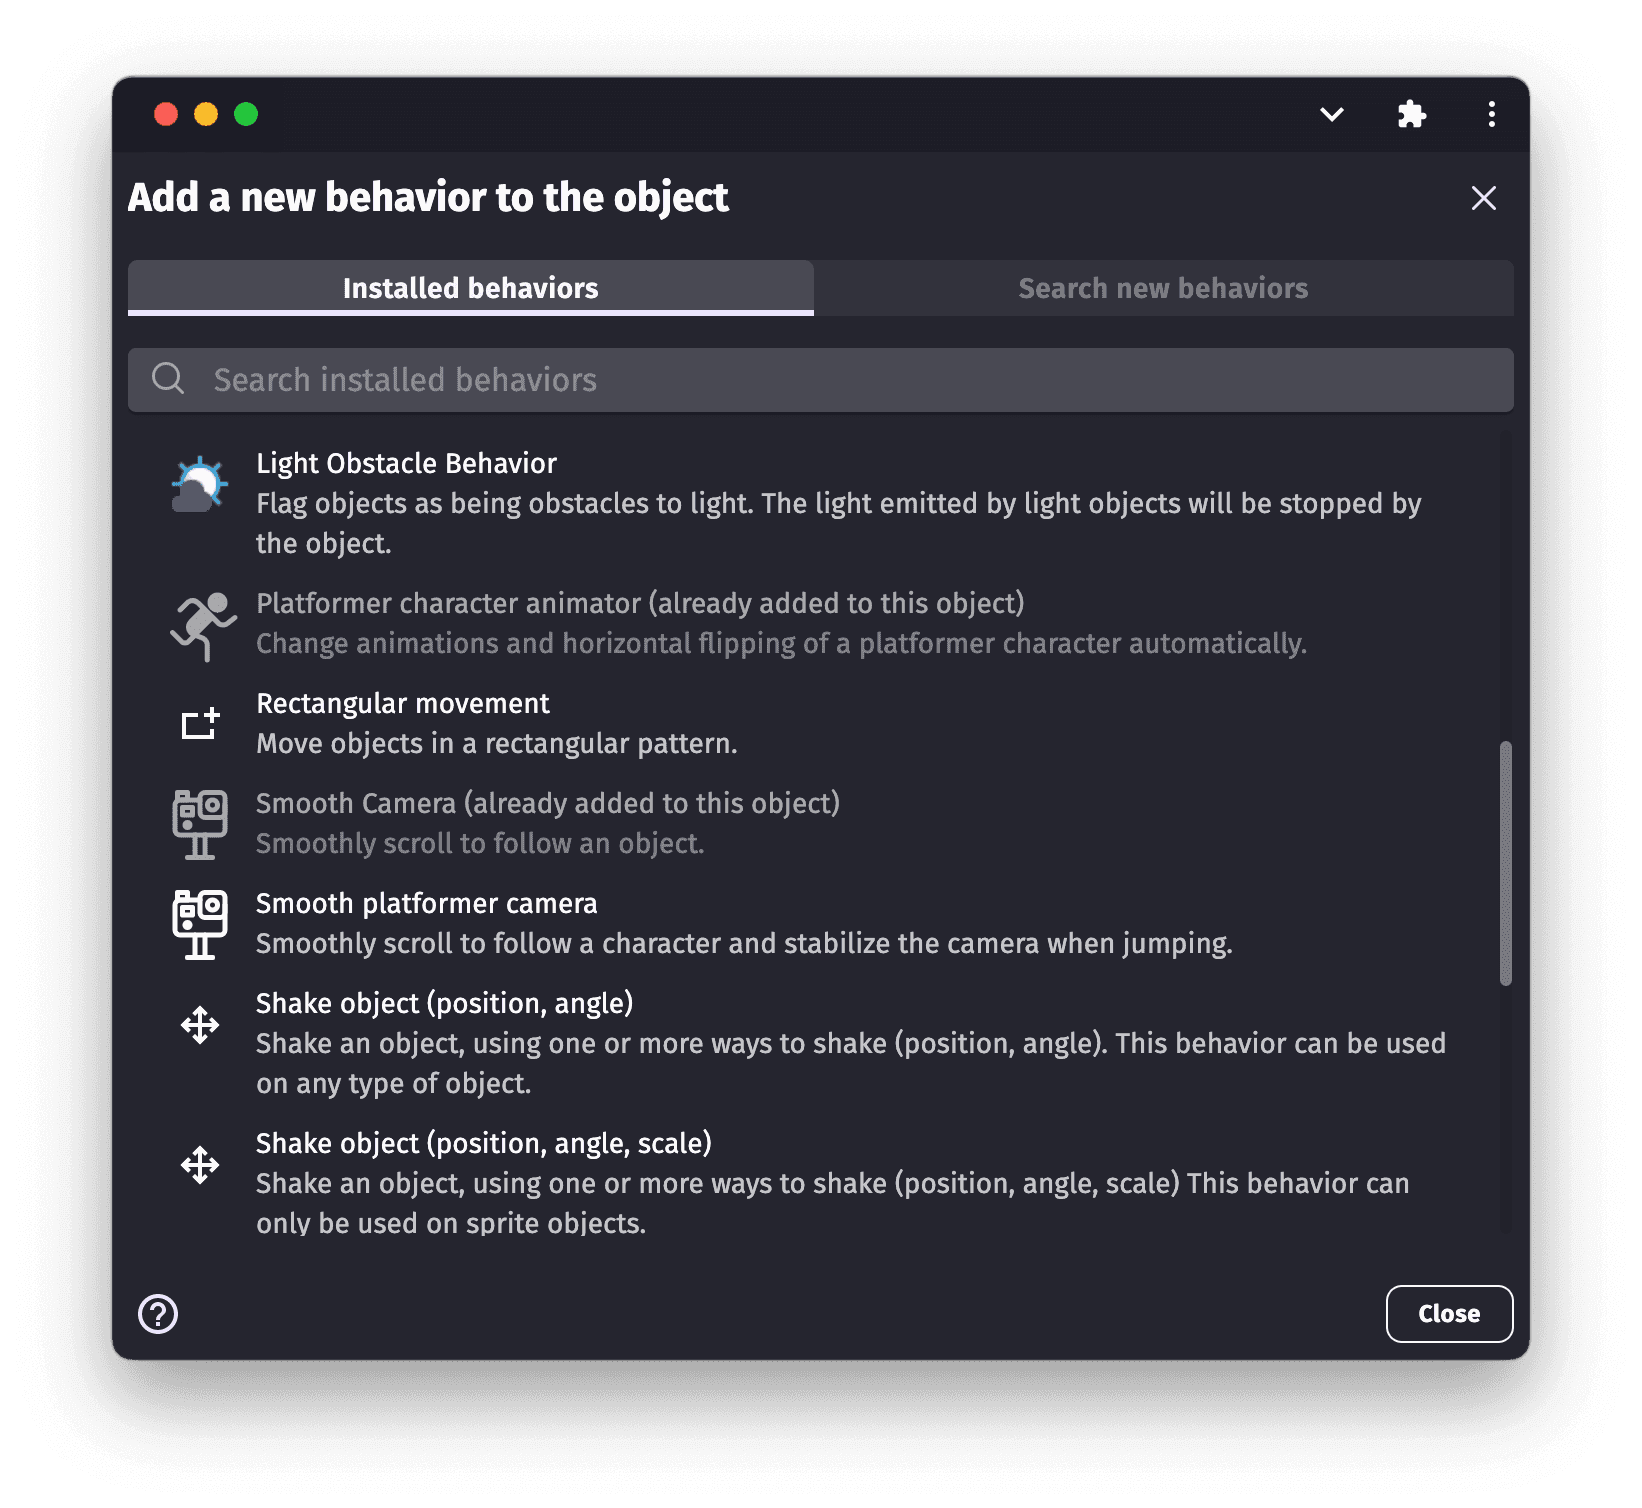 Add a new behavior to the object
Installed behaviors
Search new behaviors
Search installed behaviors
Light Obstacle Behavior
Flag objects as being obstacles to light. The light emitted by light objects will be stopped by
the object.
Platformer character animator (already added to this object)
Change animations and horizontal flipping of a platformer character automatically.
Rectangular movement
Move objects in a rectangular pattern.
Smooth Camera (already added to this object)
Smoothly scroll to follow an object.
Smooth platformer camera
Smoothly scroll to follow a character and stabilize the camera when jumping.
Shake object (position, angle)
Shake an object, using one or more ways to shake (position, angle). This behavior can be used
on any type of object.
Shake object (position, angle, scale)
Shake an object, using one or more ways to shake (position, angle, scale) This behavior can
only be used on sprite objects.
?
Close